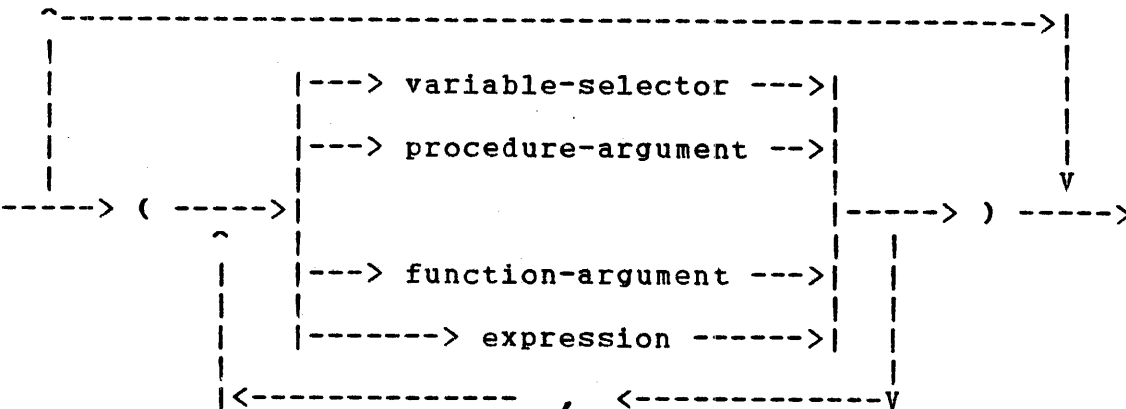 variable-selector
procedure-argument
( )
function-argument
expression
,